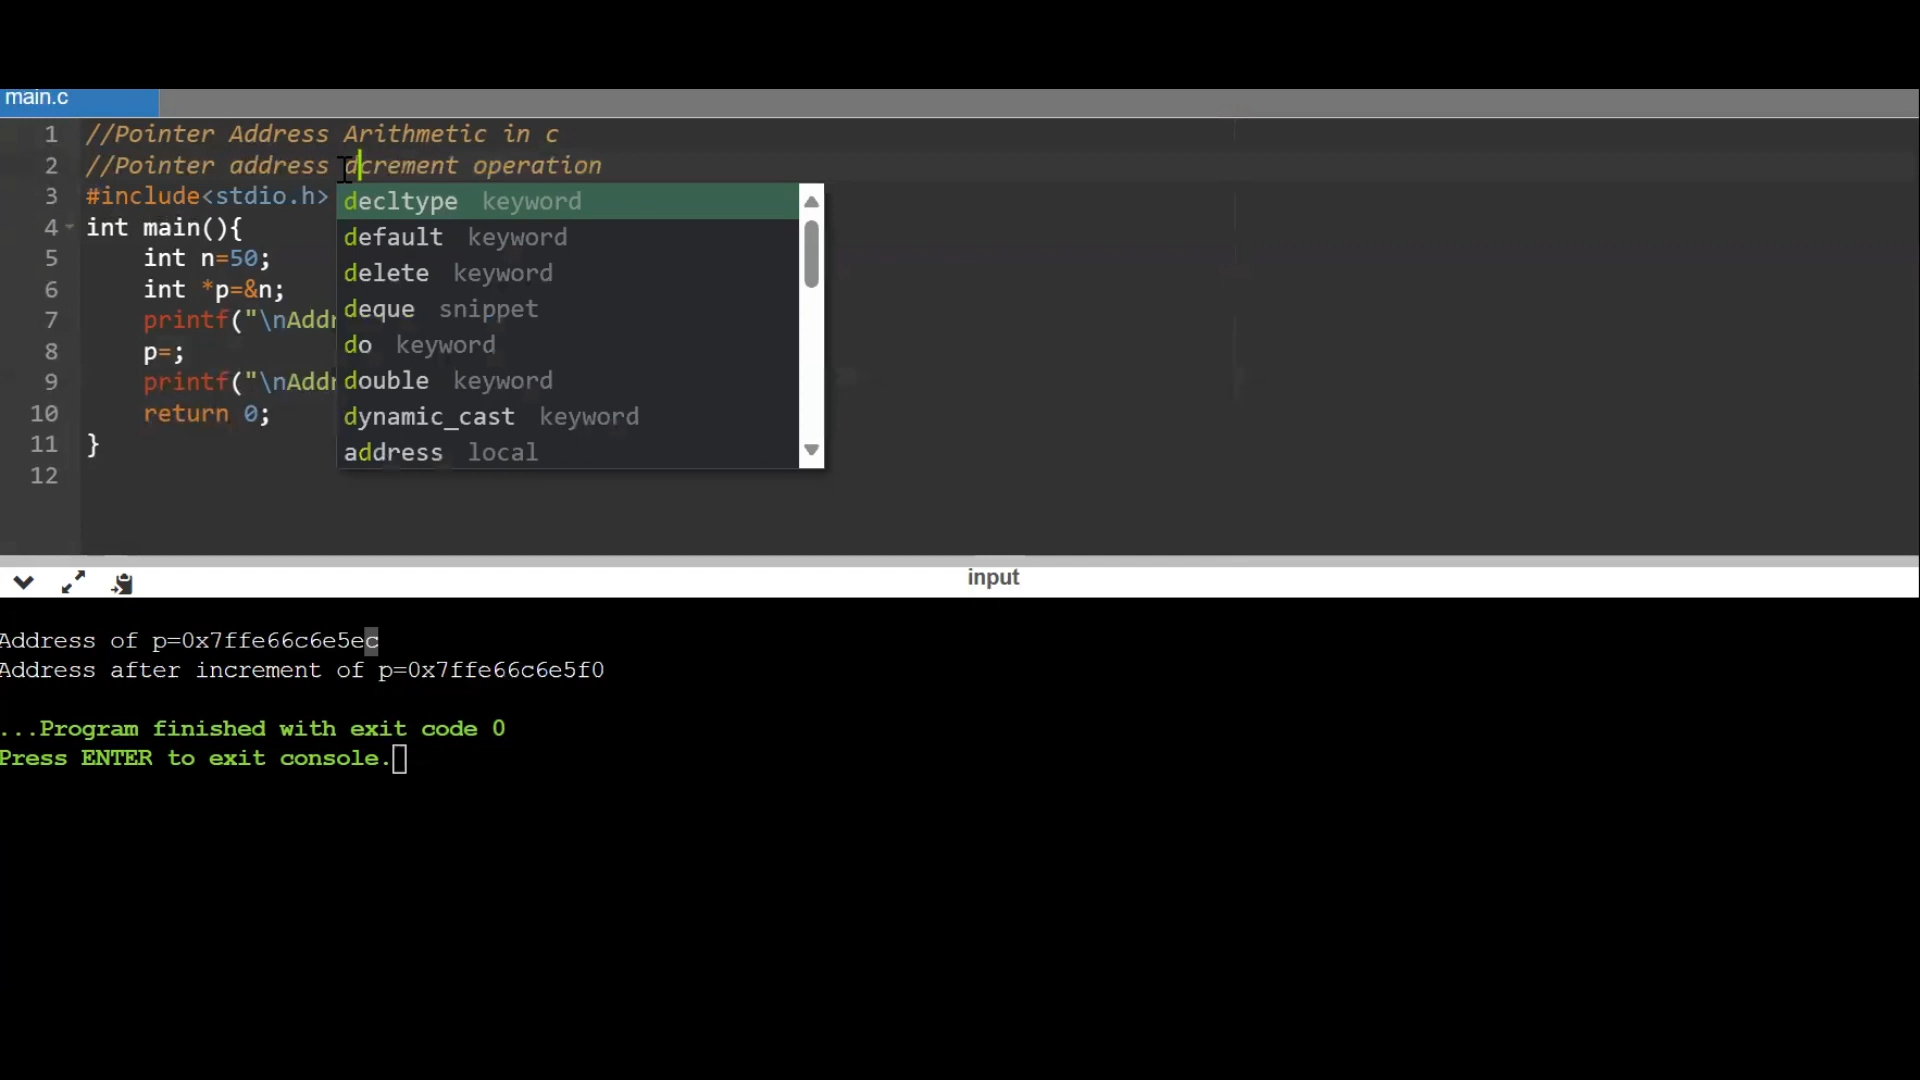 main.c
1 //Pointer Address Arithmetic in c
2 //Pointer address dcrement operation
3 #include<stdio.h>
4 int main(){
5 int n=50;
6 int *p=&n;
7 printf("\nAddr
8 p=;
9 printf("\nAddr
10 return 0;
11 }
12
decltype keyword
default keyword
delete keyword
deque snippet
do keyword
double keyword
dynamic_cast keyword
address local
input
Address of p=0x7ffe66c6e5ec
Address after increment of p=0x7ffe66c6e5f0
...Program finished with exit code 0
Press ENTER to exit console.